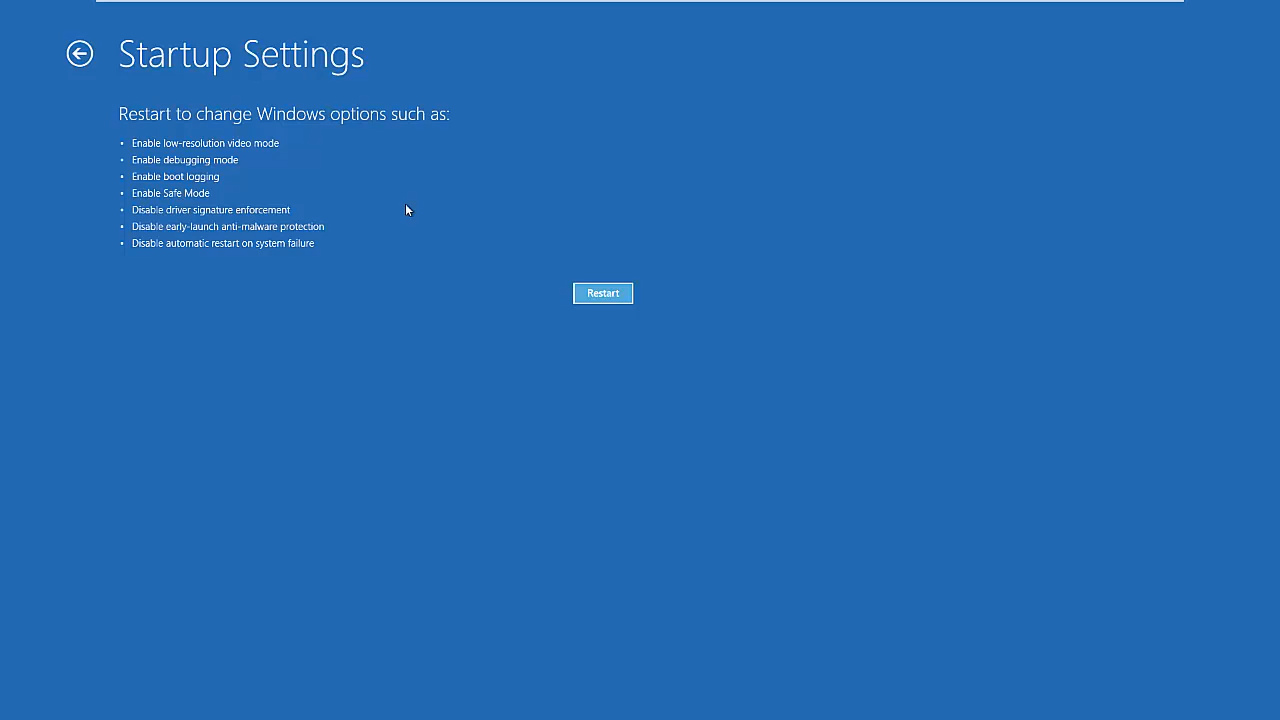 Startup Settings
Restart to change Windows options such as:
• Enable low-resolution video mode
• Enable debugging mode
• Enable boot logging
• Enable Safe Mode
• Disable driver signature enforcement
• Disable early-launch anti-malware protection
• Disable automatic restart on system failure
Restart